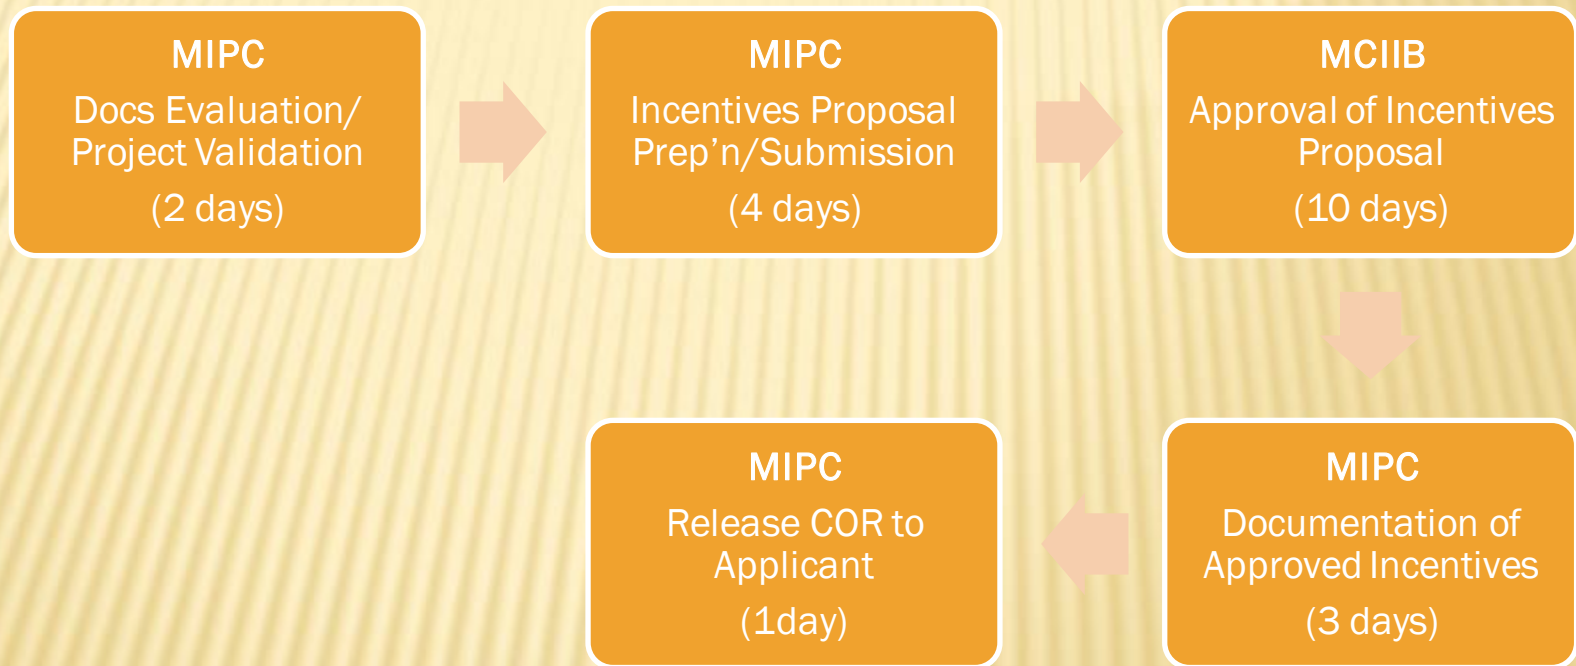 MIPC
Docs Evaluation/
Project Validation
(2 days)
MIPC
Incentives Proposal
Prep’n/Submission
(4 days)
MCIIB
Approval of Incentives
Proposal
(10 days)
MIPC
Documentation of
Approved Incentives
(3 days)
MIPC
Release COR to
Applicant
(1day)